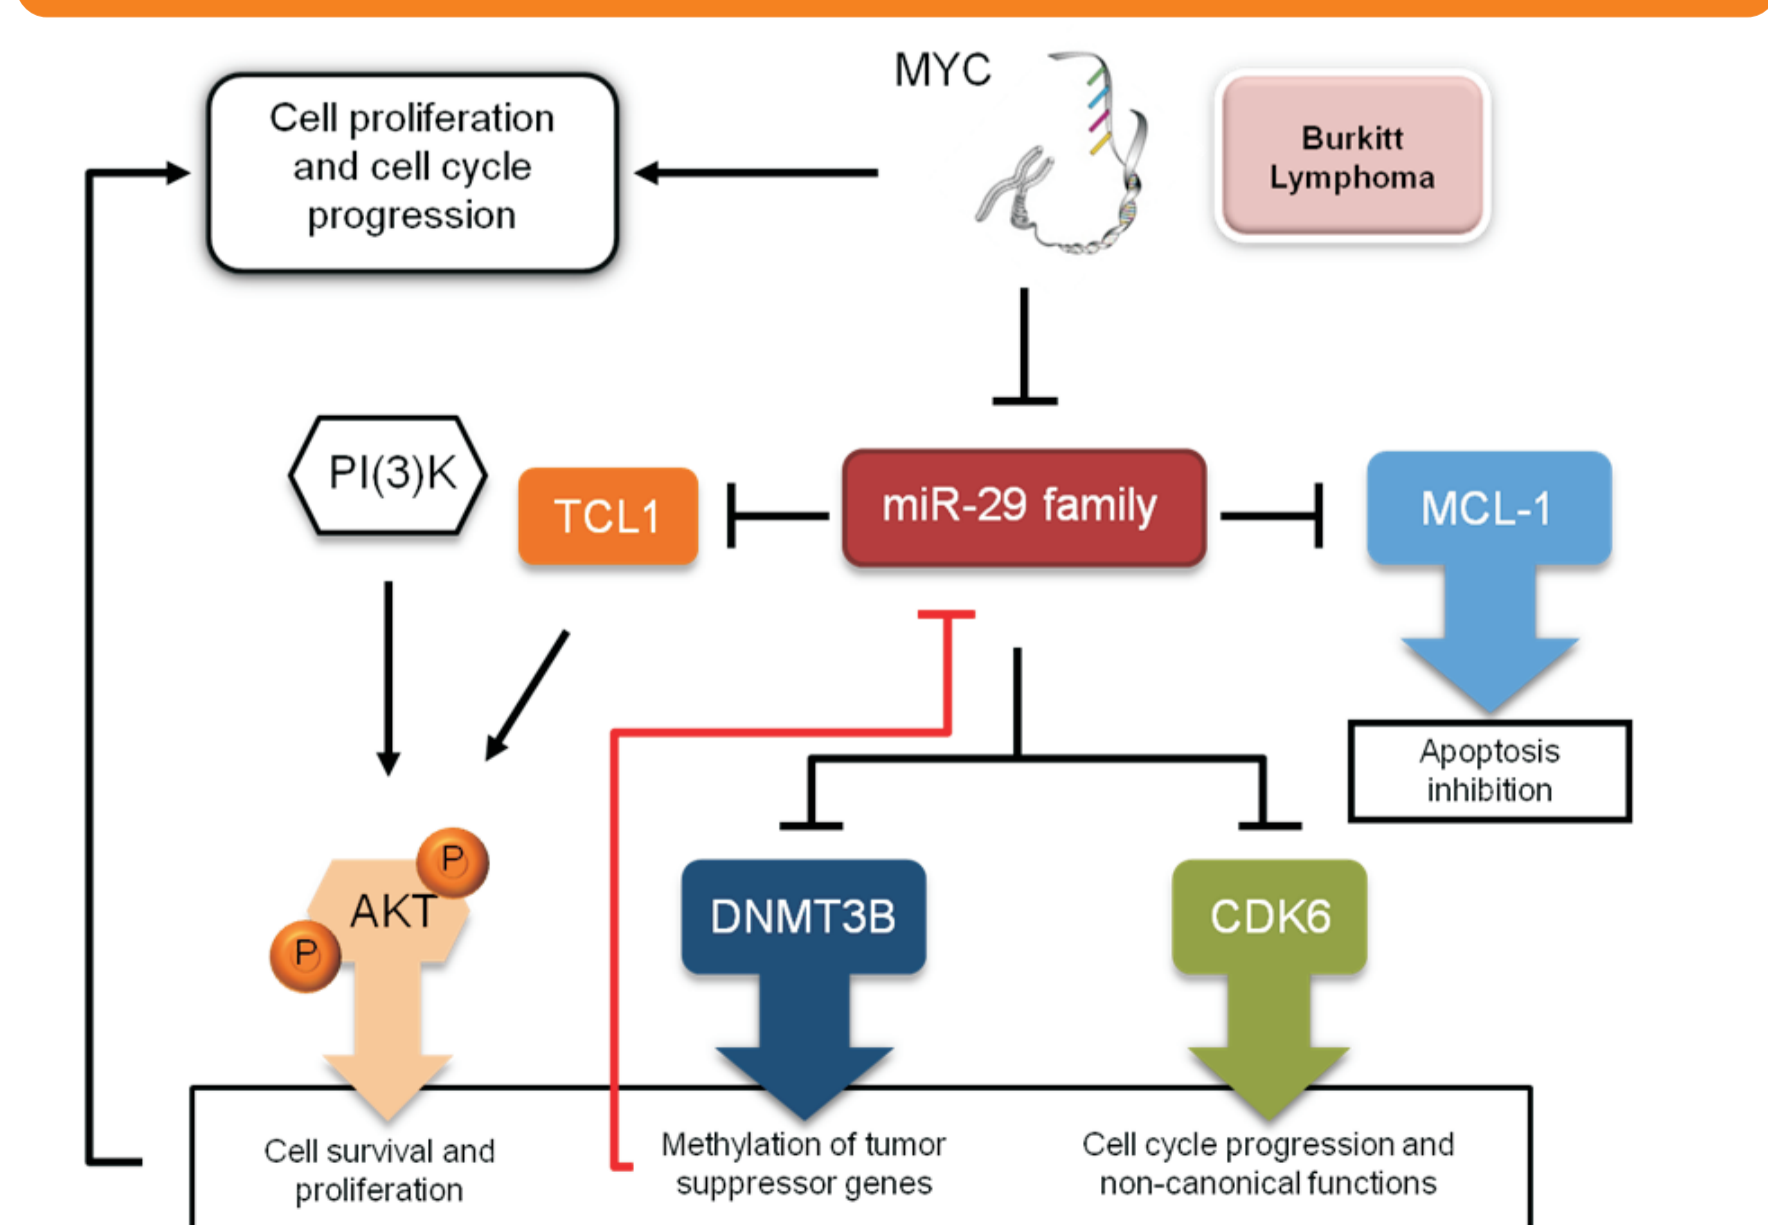 MYC
Cell proliferation
and cell cycle
progression
Burkitt
Lymphoma
PI(3)K
TCL1
miR-29 family
MCL-1
Apoptosis
inhibition
P
AKT
P
DNMT3B
CDK6
Cell survival and
proliferation
Methylation of tumor
suppressor genes
Cell cycle progression and
non-canonical functions